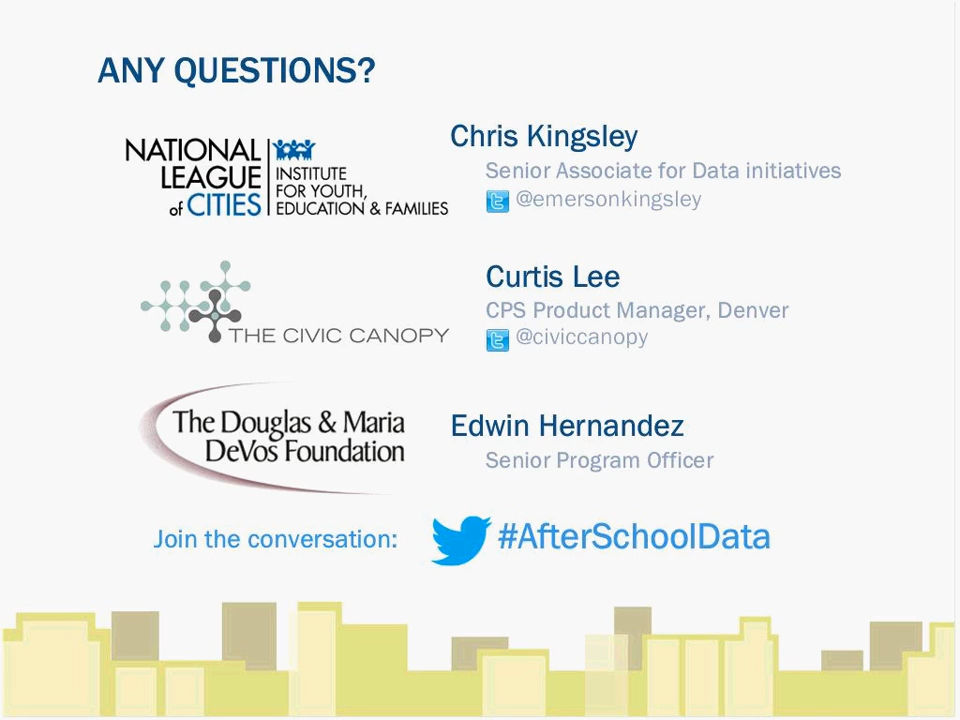 ANY QUESTIONS?
NATIONAL
LEAGUE
of CITIES
INSTITUTE
FOR YOUTH,
EDUCATION & FAMILIES
Chris Kingsley
Senior Associate for Data initiatives
@emersonkingsley
THE CIVIC CANOPY
Curtis Lee
CPS Product Manager, Denver
@civiccanopy
The Douglas & Maria
DeVos Foundation
Edwin Hernandez
Senior Program Officer
Join the conversation: #AfterSchoolData